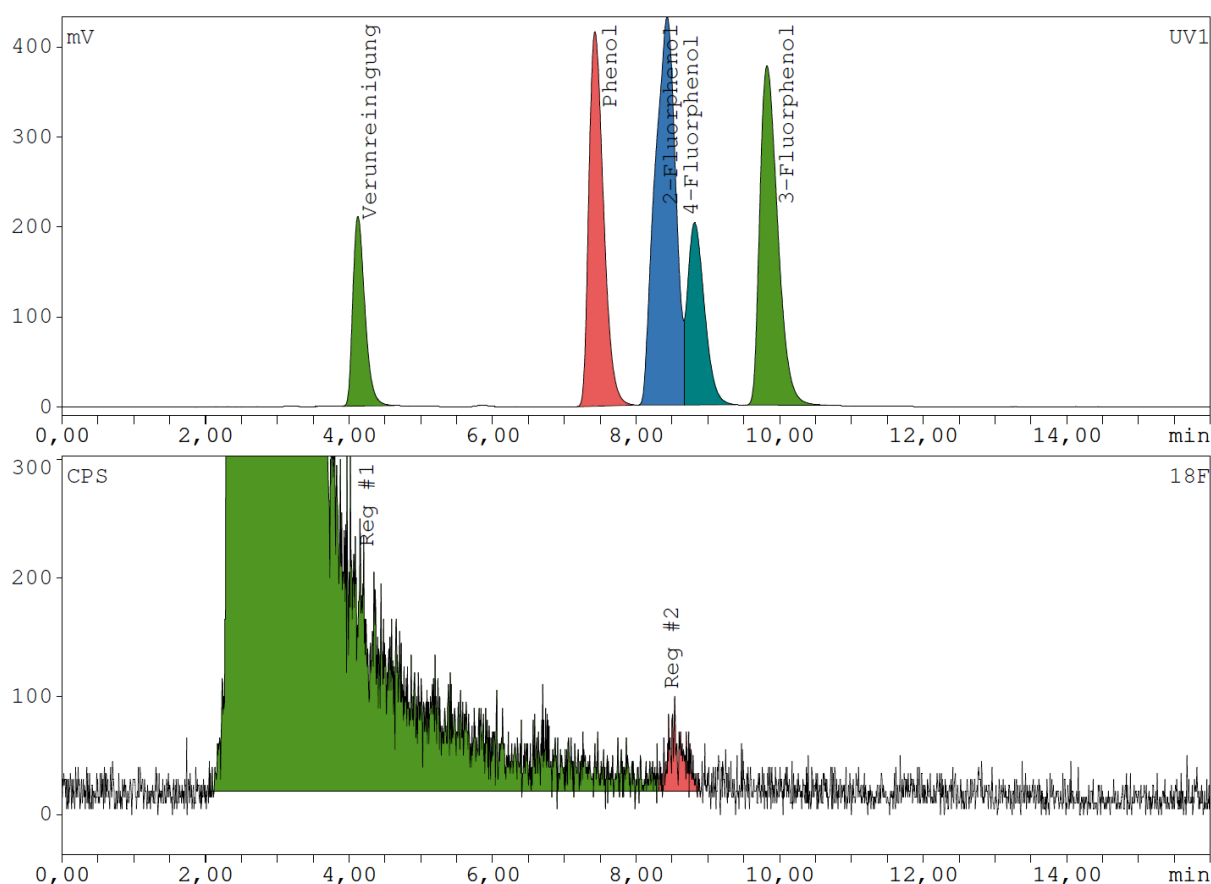 mV
UV1
400
300
200
100
0
Verunreinigung
Phenol
2-Fluorphenol
4-Fluorphenol
3-Fluorphenol
0,00 2,00 4,00 6,00 8,00 10,00 12,00 14,00 min
CPS
18F
300
200
100
0
Reg #1
Reg #2
0,00 2,00 4,00 6,00 8,00 10,00 12,00 14,00 min